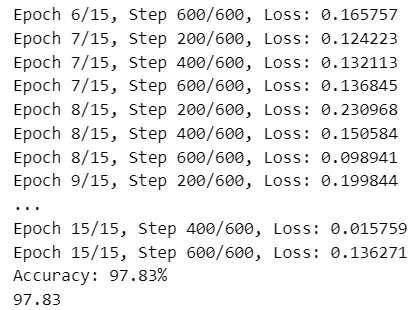 Epoch 6/15, Step 600/600, Loss: 0.165757
Epoch 7/15, Step 200/600, Loss: 0.124223
Epoch 7/15, Step 400/600, Loss: 0.132113
Epoch 7/15, Step 600/600, Loss: 0.136845
Epoch 8/15, Step 200/600, Loss: 0.230968
Epoch 8/15, Step 400/600, Loss: 0.150584
Epoch 8/15, Step 600/600, Loss: 0.098941
Epoch 9/15, Step 200/600, Loss: 0.199844
...
Epoch 15/15, Step 400/600, Loss: 0.015759
Epoch 15/15, Step 600/600, Loss: 0.136271
Accuracy: 97.83%
97.83